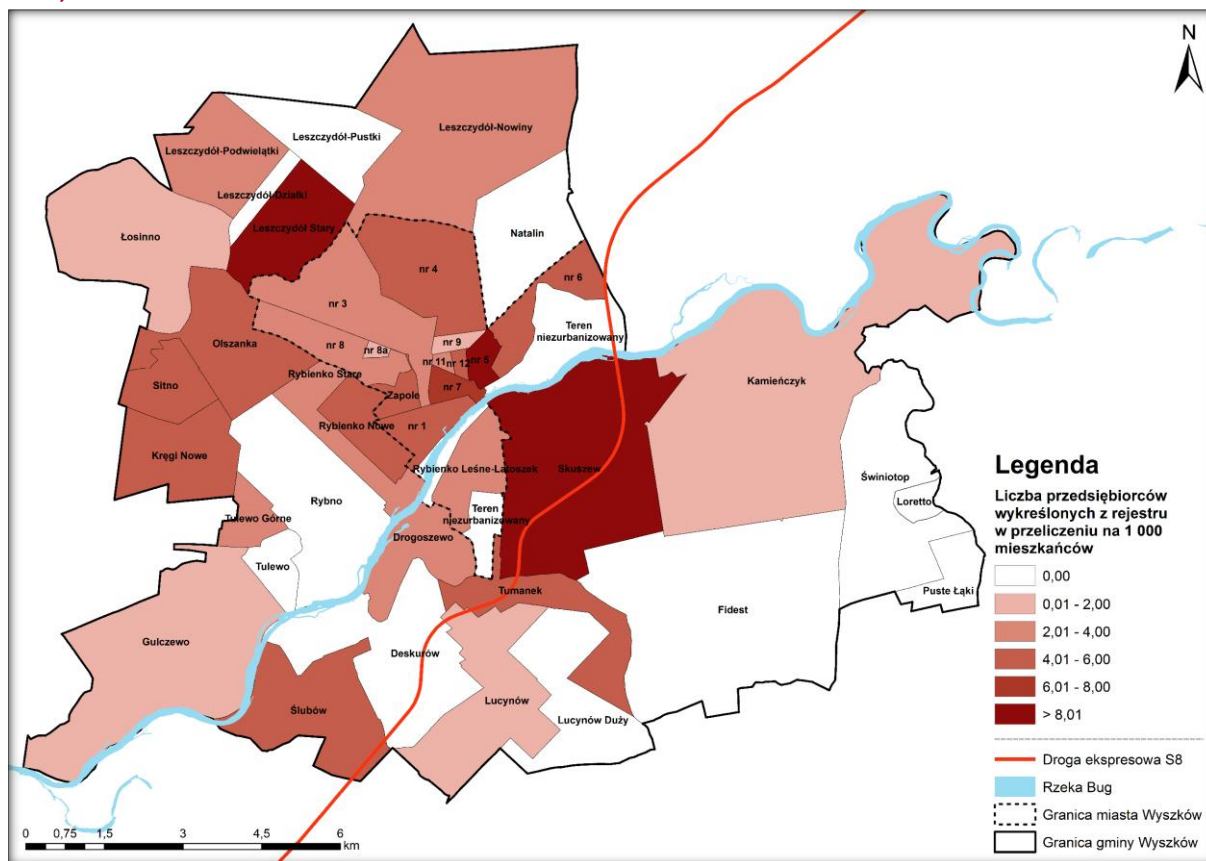 N
Leszczydół-Pustki
Leszczydół-Nowiny
Leszczydół-Podwielątki
Leszczydół-Działki
Leszczydół Stary
Łosinno
Natalin
nr 4
nr 6
nr 3
Teren
niezurbanizowany
nr 9
nr 8
nr 8a
nr 11
nr 12
nr 5
Olszanka
Rybienko Stare
Kamieńczyk
Sitno
Zapole
nr 7
Rybienko Nowe
nr 1
Kręgi Nowe
Rybienko Leśne-Latoszek
Skuszew
Świniotop
Loretto
Rybno
Teren
niezurbanizowany
Tulewo Górne
Drogoszewo
Tulewo
Tumanek
Puste Łąki
Fidest
Gulczewo
Deskurów
Ślubów
Lucynów
Lucynów Duży
Legenda
Liczba przedsiębiorców
wykreślonych z rejestru
w przeliczeniu na 1 000
mieszkańców
0,00
0,01 - 2,00
2,01 - 4,00
4,01 - 6,00
6,01 - 8,00
> 8,01
Droga ekspresowa S8
Rzeka Bug
Granica miasta Wyszków
Granica gminy Wyszków
0 0,75 1,5 3 4,5 6
km